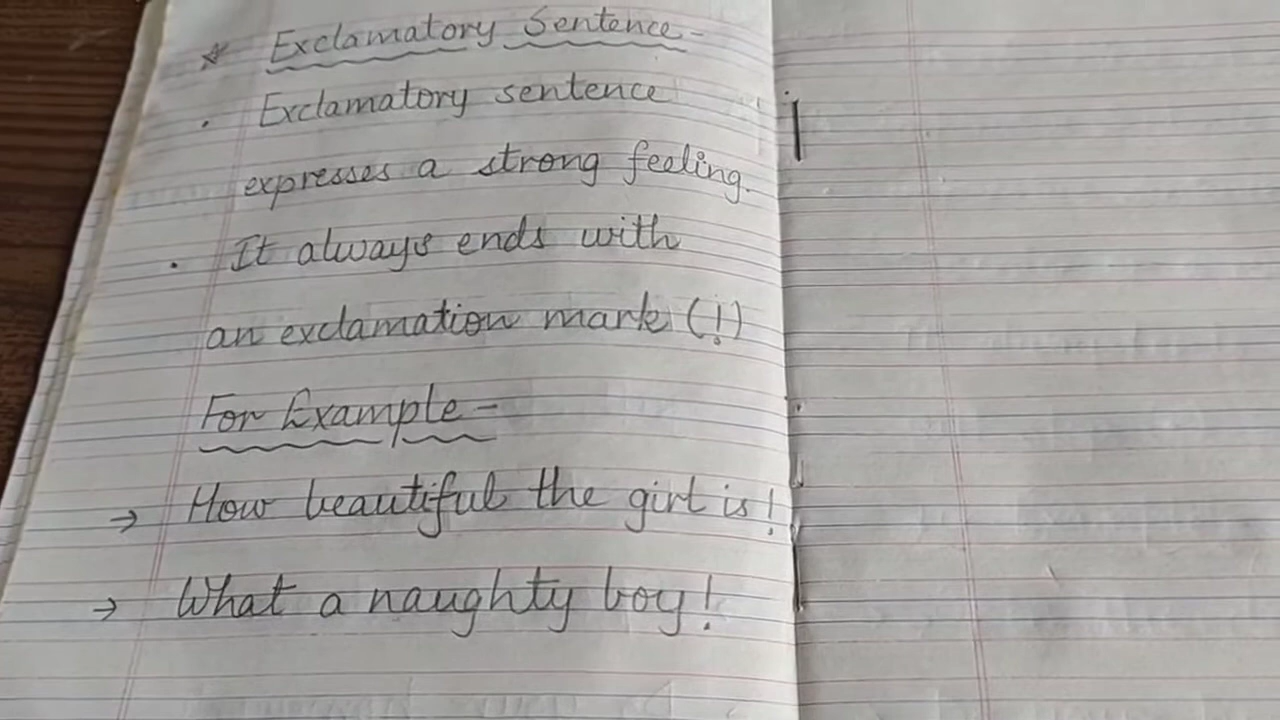 * Exclamatory Sentence-
. Exclamatory sentence
expresses a strong feeling.
. It always ends with
an exclamation mark (!)
For Example-
→ How beautiful the girl is!
→ What a naughty boy!